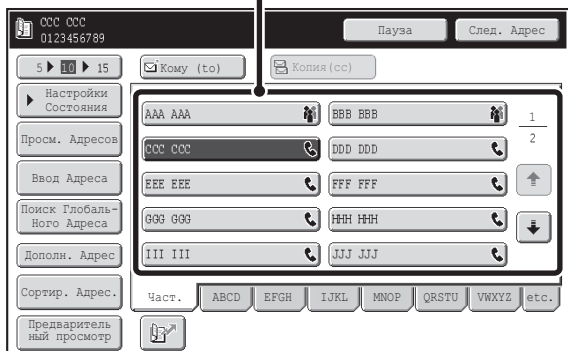 CCC CCC
0123456789
Пауза
След. Адрес
5 10 15
Кому (to)
Копия(cc)
Настройки
Состояния
Просм. Адресов
Ввод Адреса
Поиск Глобаль-
Ного Адреса
Дополн. Адрес
Сортир. Адрес.
Предваритель
ный просмотр
AAA AAA
BBB BBB
CCC CCC
DDD DDD
EEE EEE
FFF FFF
GGG GGG
HHH HHH
III III
JJJ JJJ
1
2
Част.
ABCD
EFGH
IJKL
MNOP
QRSTU
VWXYZ
etc.